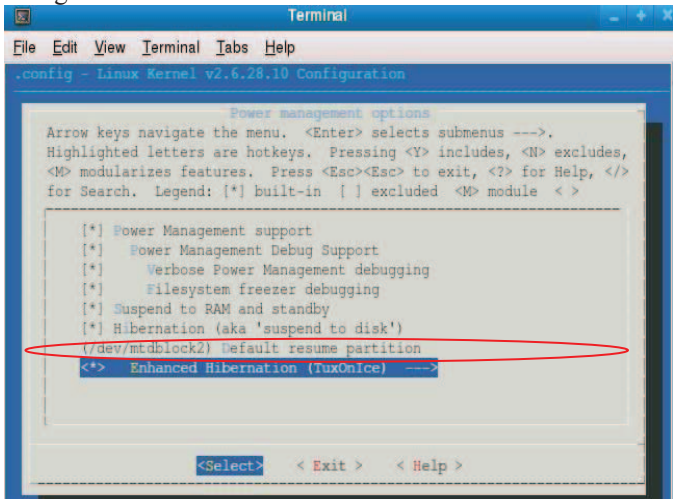 Terminal
File Edit View Terminal Tabs Help
.config - Linux Kernel v2.6.28.10 Configuration
Power management options
Arrow keys navigate the menu. <Enter> selects submenus --->.
Highlighted letters are hotkeys. Pressing <Y> includes, <N> excludes,
<M> modularizes features. Press <Esc><Esc> to exit, <?> for Help, </>
for Search. Legend: [*] built-in [ ] excluded <M> module < >
[*] Power Management support
[*] Power Management Debug Support
[*] Verbose Power Management debugging
[*] Filesystem freezer debugging
[*] Suspend to RAM and standby
[*] Hibernation (aka 'suspend to disk')
(/dev/mtdblock2) Default resume partition
<*> Enhanced Hibernation (TuxOnIce) --->
<Select> < Exit > < Help >